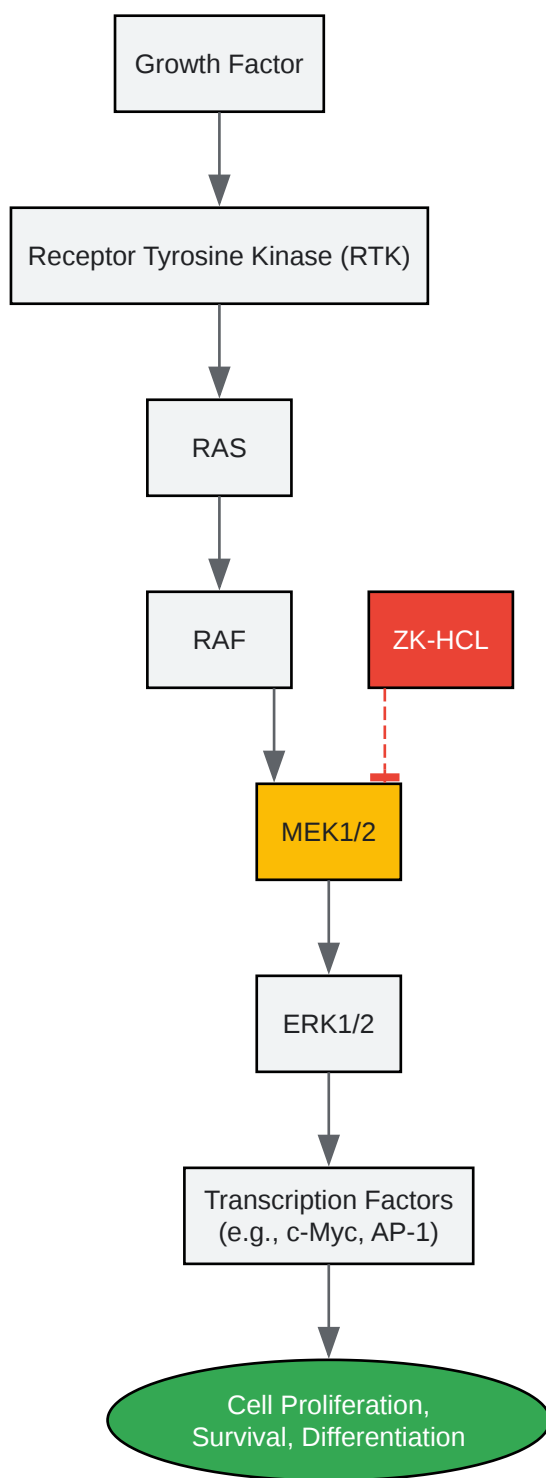 Growth Factor
Receptor Tyrosine Kinase (RTK)
RAS
RAF
ZK-HCL
MEK1/2
ERK1/2
Transcription Factors
(e.g., c-Myc, AP-1)
Cell Proliferation,
Survival, Differentiation